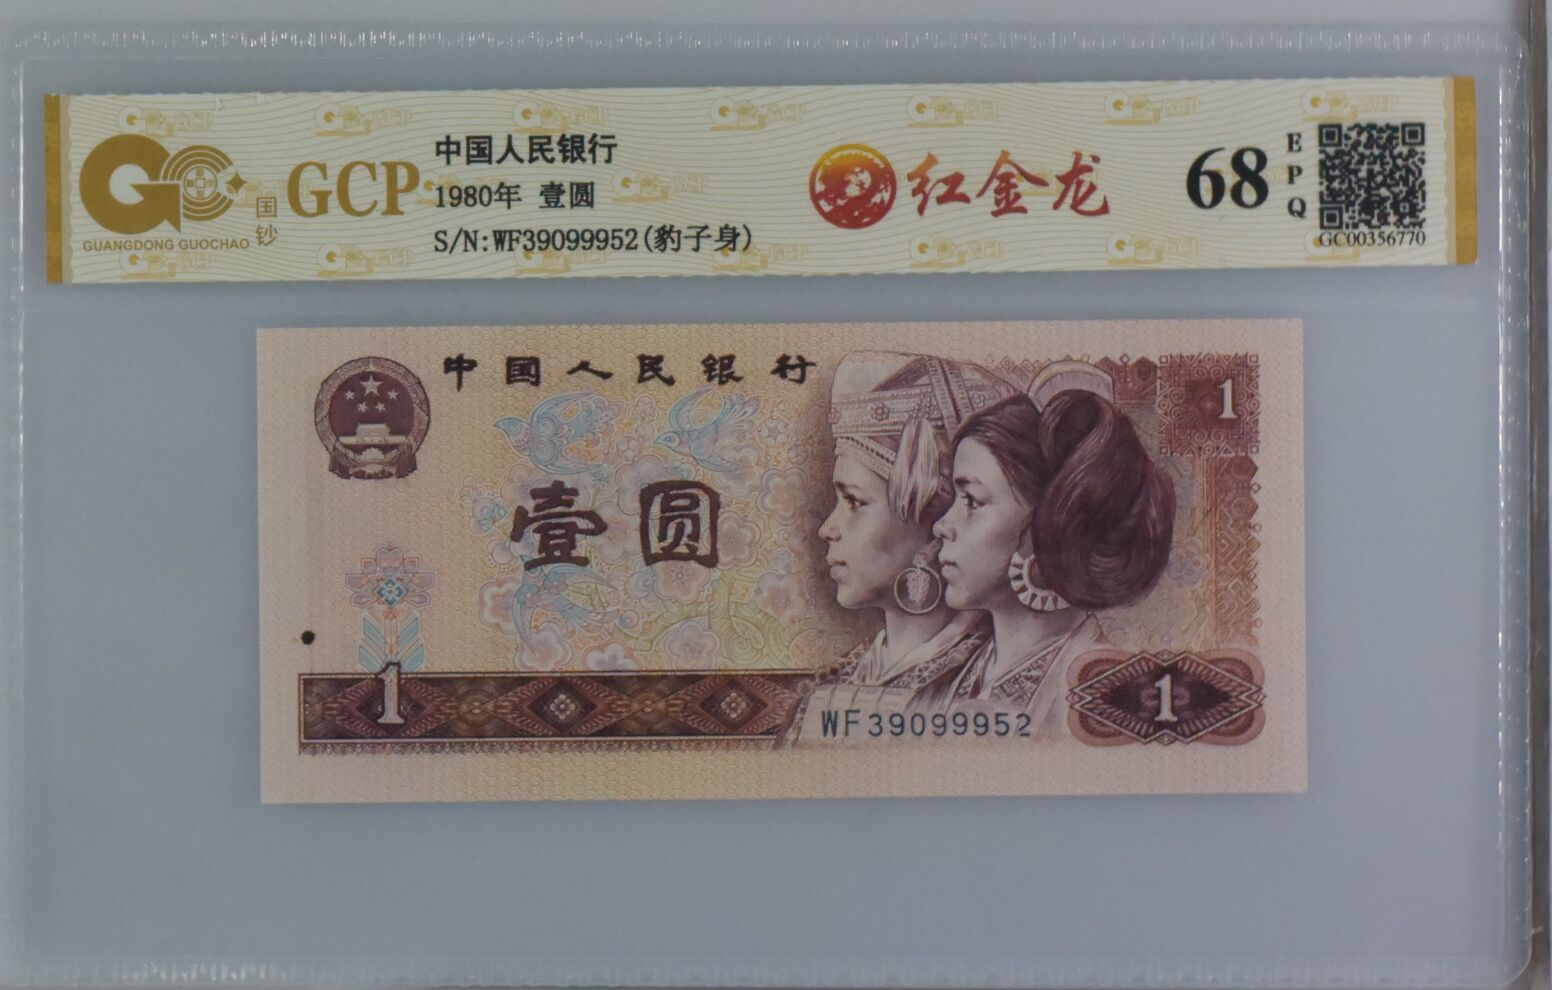 GCP
国钞
GUANGDONG GUOCHAO
中国人民银行
1980年 壹圆
S/N:WF39099952(豹子身)
红金龙
68
EPQ
GC00356770
中国人民银行
1
壹圆
1
WF39099952
1